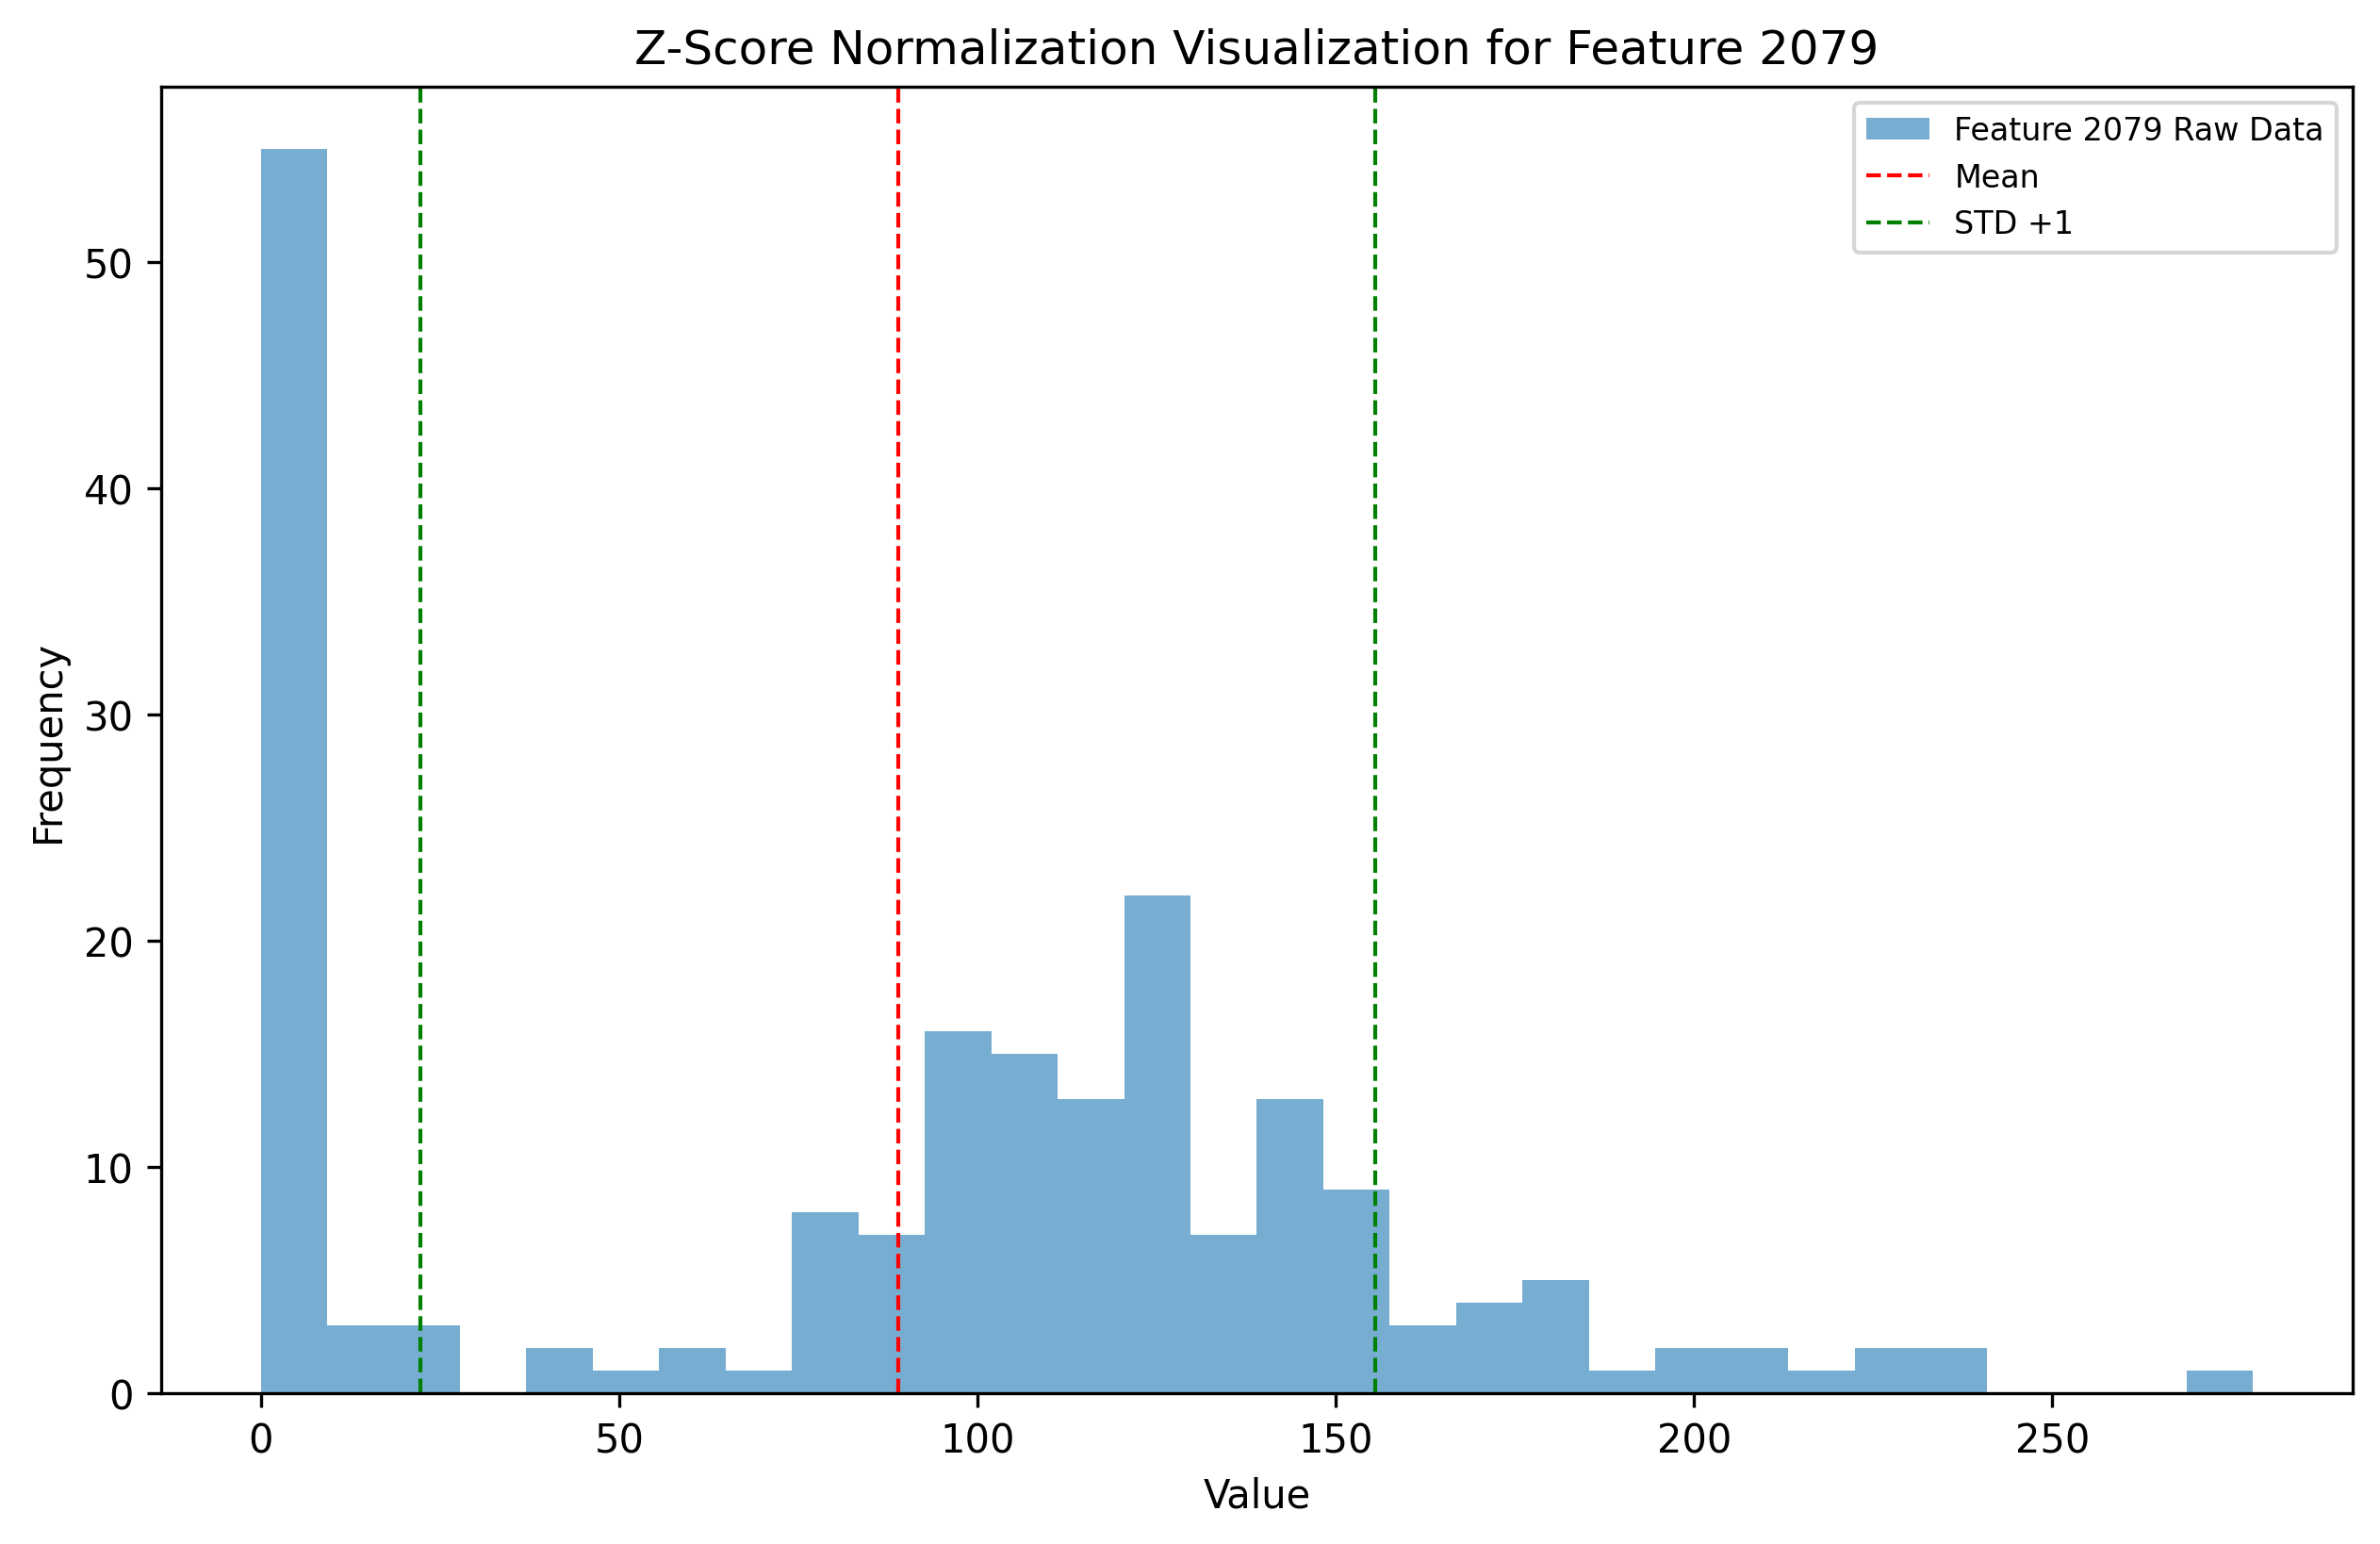 Z-Score Normalization Visualization for Feature 2079
Feature 2079 Raw Data
Mean
STD +1
Frequency
50
40
30
20
10
0
0 50 100 150 200 250
Value